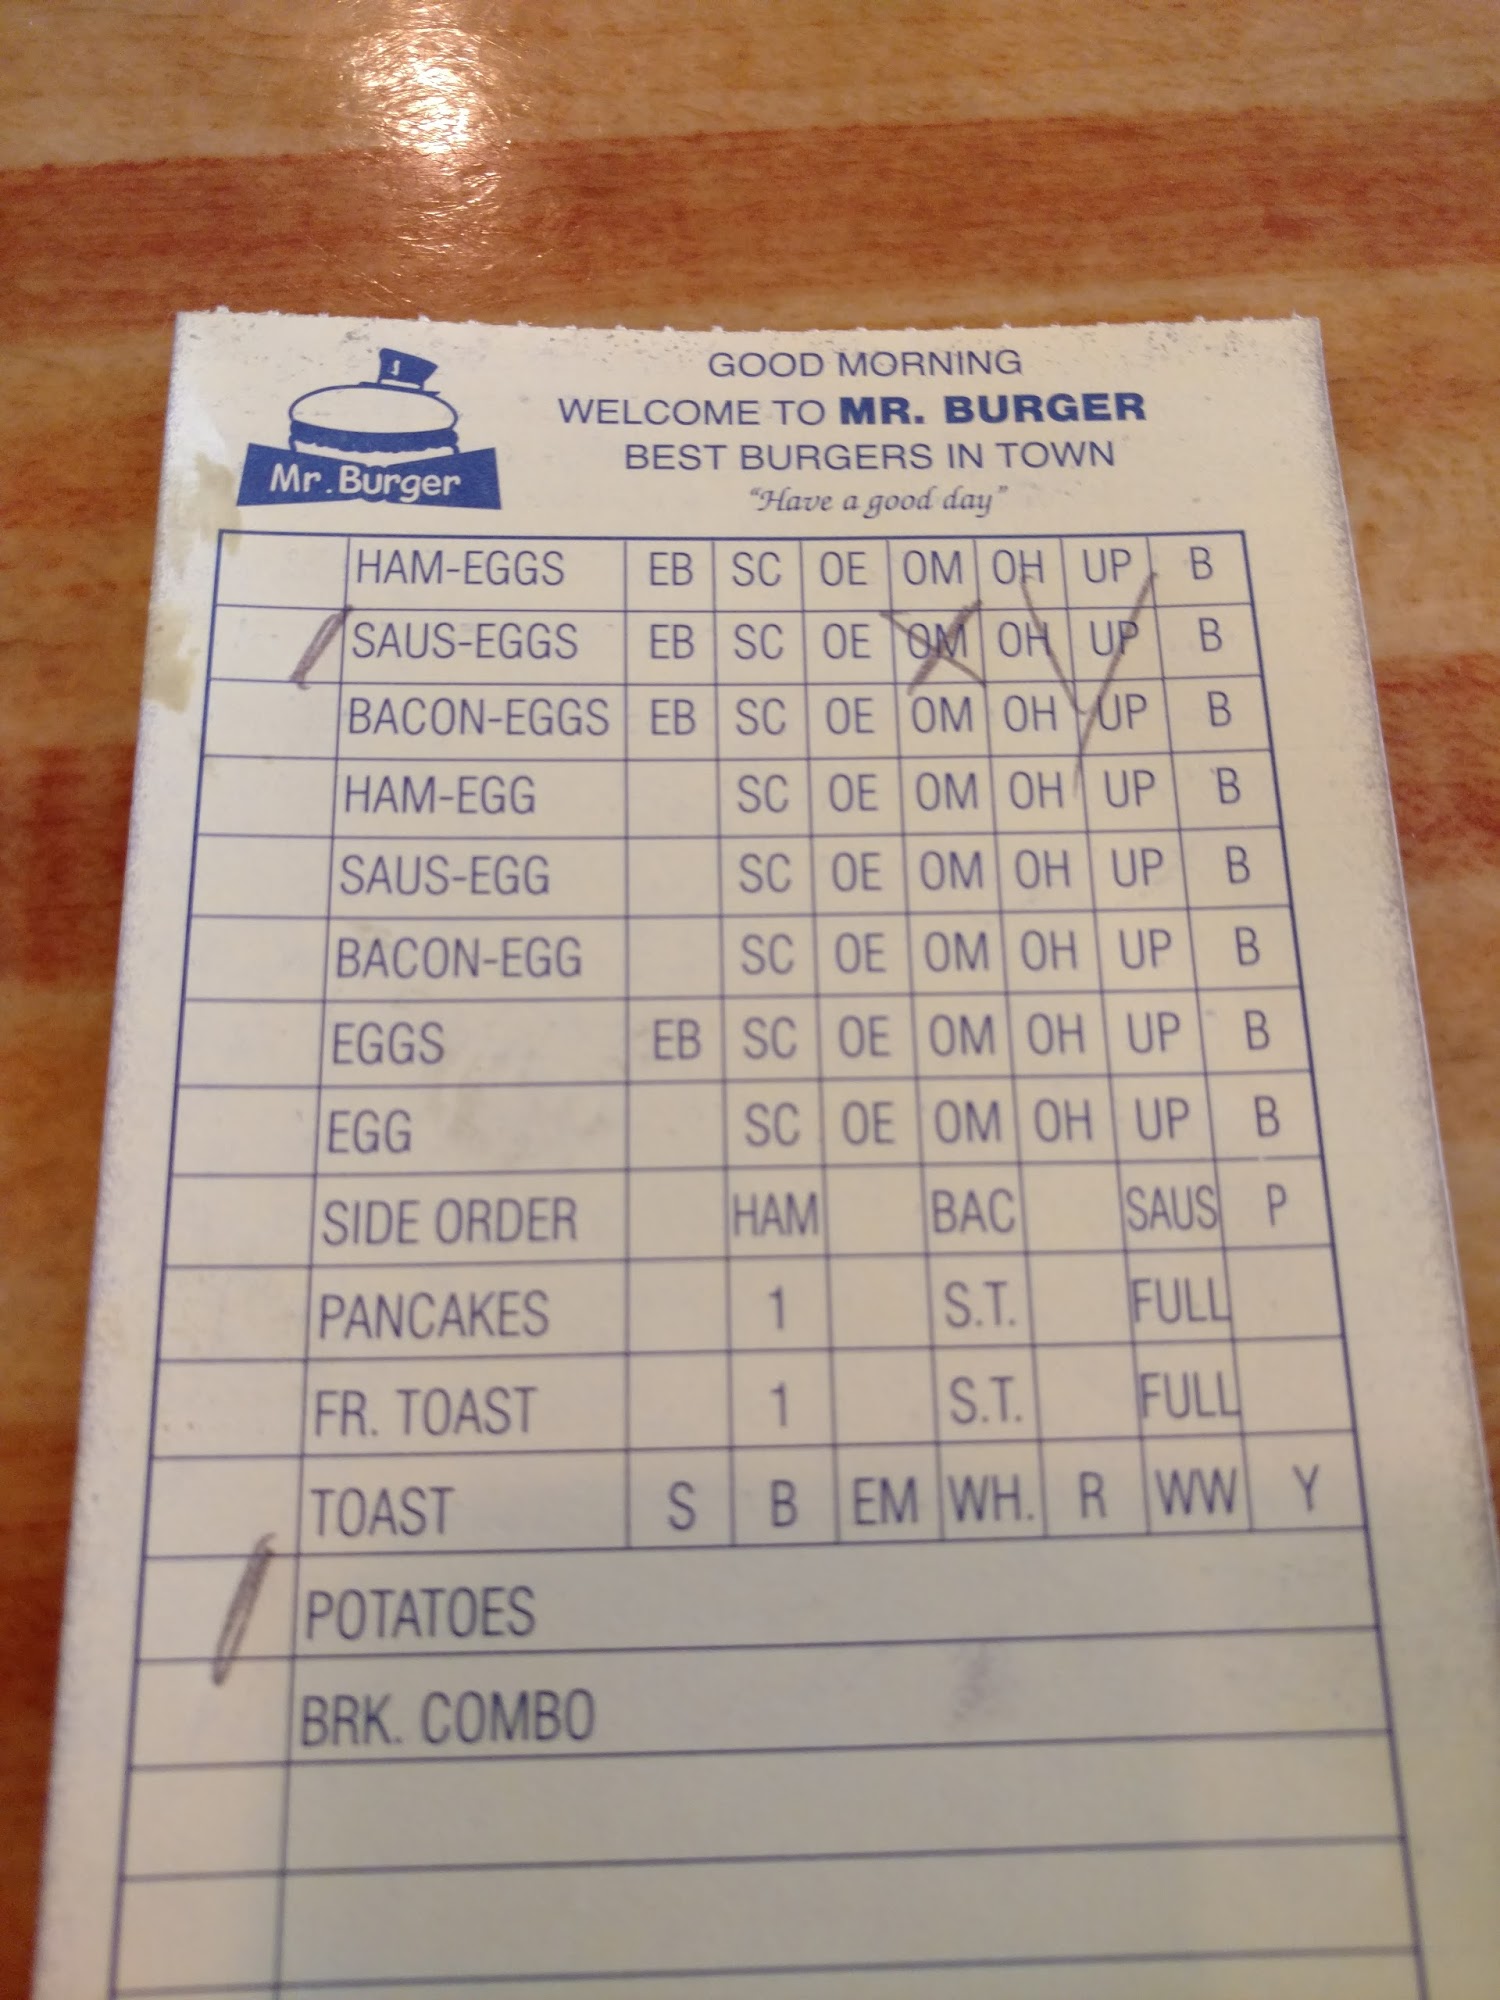 Mr. Burger
GOOD MORNING
WELCOME TO MR. BURGER
BEST BURGERS IN TOWN
"Have a good day"
HAM-EGGS EB SC OE OM OH UP B
SAUS-EGGS EB SC OE OM OH UP B
BACON-EGGS EB SC OE OM OH UP B
HAM-EGG SC OE OM OH UP B
SAUS-EGG SC OE OM OH UP B
BACON-EGG SC OE OM OH UP B
EGGS EB SC OE OM OH UP B
EGG SC OE OM OH UP B
SIDE ORDER HAM BAC SAUS P
PANCAKES 1 S.T. FULL
FR. TOAST 1 S.T. FULL
TOAST S B EM WH. R WW Y
POTATOES
BRK. COMBO